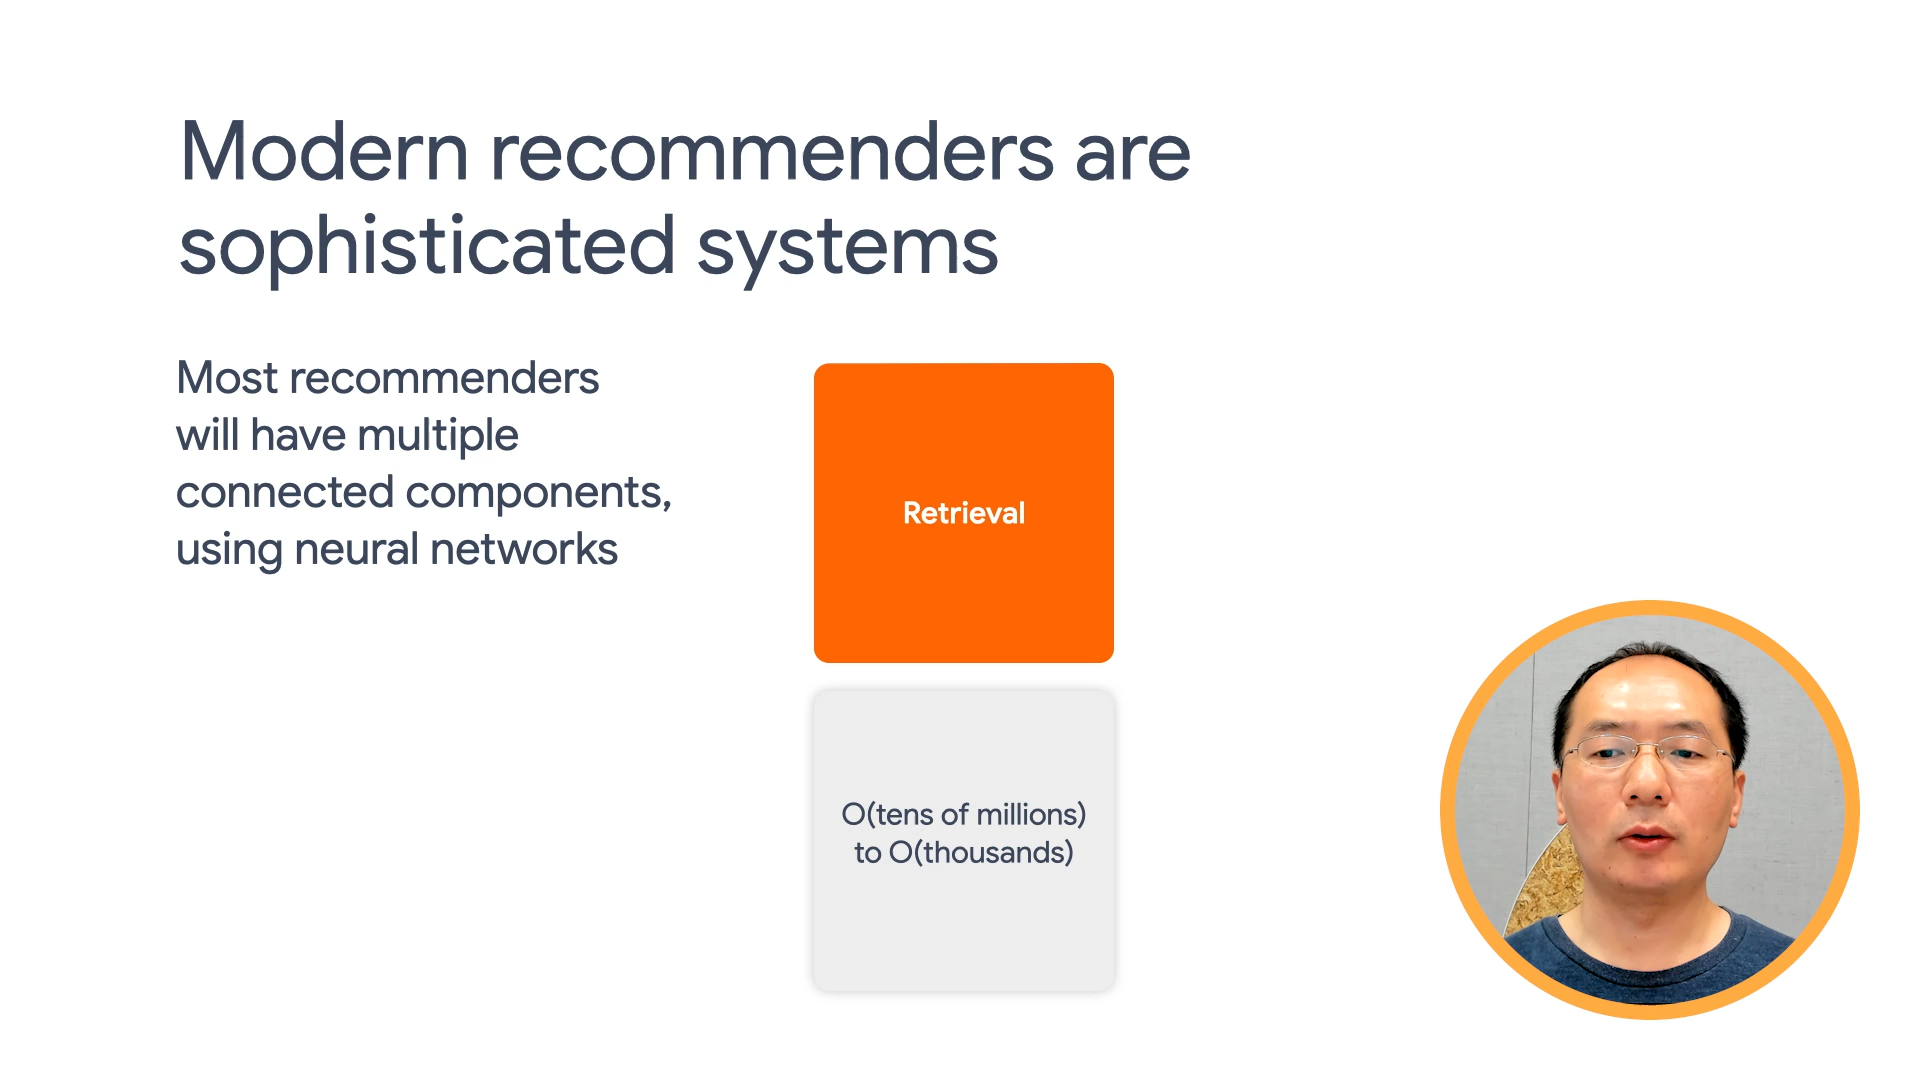 Modern recommenders are
sophisticated systems
Most recommenders
will have multiple
connected components,
using neural networks
Retrieval
O(tens of millions)
to O(thousands)